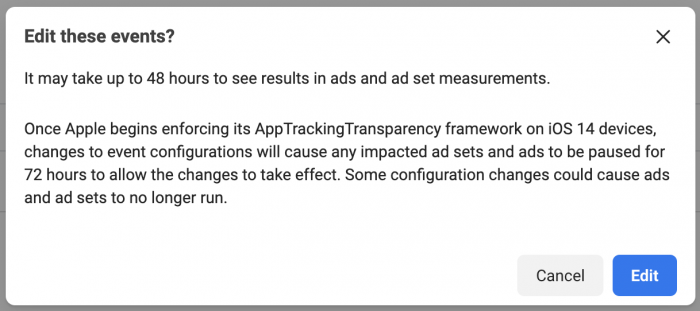 Edit these events?
It may take up to 48 hours to see results in ads and ad set measurements.
Once Apple begins enforcing its AppTrackingTransparency framework on iOS 14 devices,
changes to event configurations will cause any impacted ad sets and ads to be paused for
72 hours to allow the changes to take effect. Some configuration changes could cause ads
and ad sets to no longer run.
Cancel
Edit